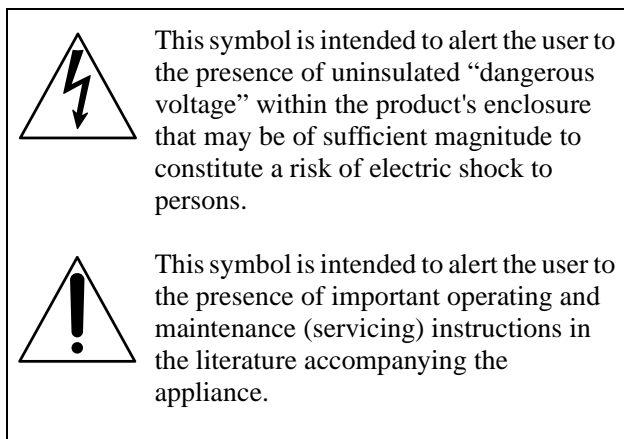 This symbol is intended to alert the user to
the presence of uninsulated “dangerous
voltage” within the product's enclosure
that may be of sufficient magnitude to
constitute a risk of electric shock to
persons.
This symbol is intended to alert the user to
the presence of important operating and
maintenance (servicing) instructions in
the literature accompanying the
appliance.